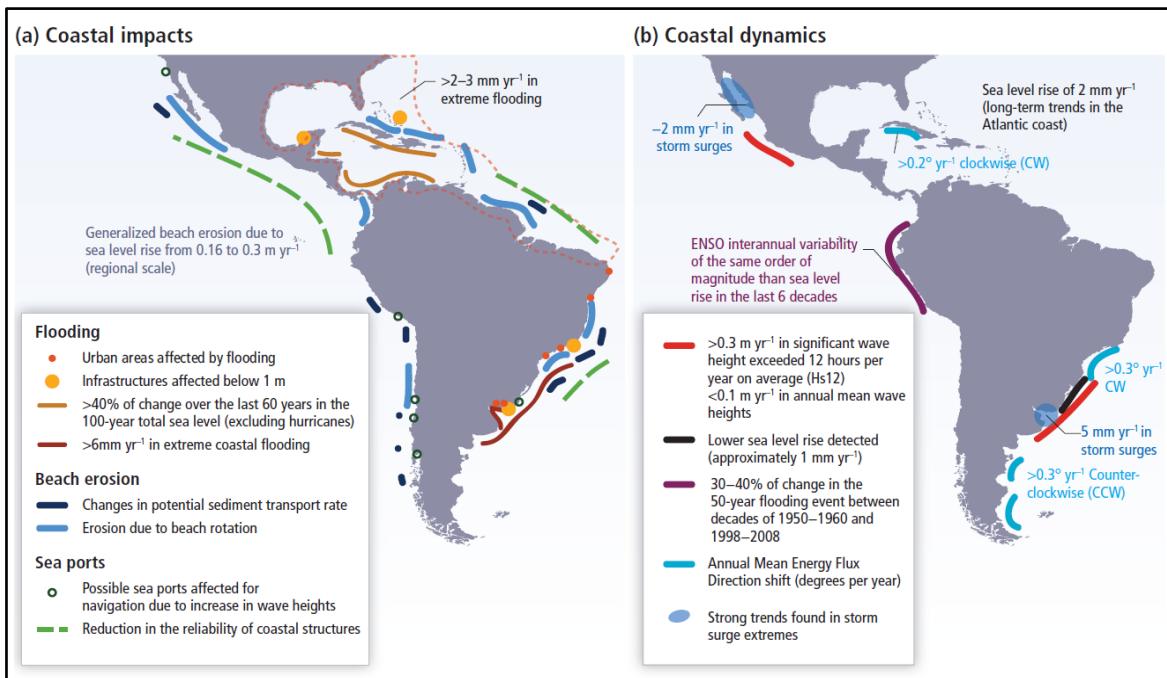 (a) Coastal impacts
>2–3 mm yr⁻¹ in
extreme flooding
Generalized beach erosion due to
sea level rise from 0.16 to 0.3 m yr⁻¹
(regional scale)
Flooding
Urban areas affected by flooding
Infrastructures affected below 1 m
>40% of change over the last 60 years in the
100-year total sea level (excluding hurricanes)
>6mm yr⁻¹ in extreme coastal flooding
Beach erosion
Changes in potential sediment transport rate
Erosion due to beach rotation
Sea ports
Possible sea ports affected for
navigation due to increase in wave heights
Reduction in the reliability of coastal structures
(b) Coastal dynamics
Sea level rise of 2 mm yr⁻¹
(long-term trends in the
Atlantic coast)
–2 mm yr⁻¹ in
storm surges
>0.2° yr⁻¹ clockwise (CW)
ENSO interannual variability
of the same order of
magnitude than sea level
rise in the last 6 decades
>0.3° yr⁻¹
CW
5 mm yr⁻¹ in
storm surges
>0.3° yr⁻¹ Counter-
clockwise (CCW)
>0.3 m yr⁻¹ in significant wave
height exceeded 12 hours per
year on average (Hs12)
<0.1 m yr⁻¹ in annual mean wave
heights
Lower sea level rise detected
(approximately 1 mm yr⁻¹)
30–40% of change in the
50-year flooding event between
decades of 1950–1960 and
1998–2008
Annual Mean Energy Flux
Direction shift (degrees per year)
Strong trends found in storm
surge extremes